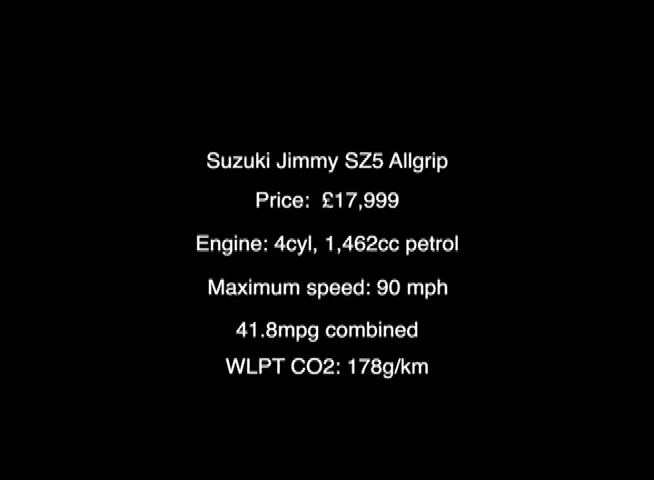 Suzuki Jimmy SZ5 Allgrip
Price: £17,999
Engine: 4cyl, 1,462cc petrol
Maximum speed: 90 mph
41.8mpg combined
WLPT CO2: 178g/km